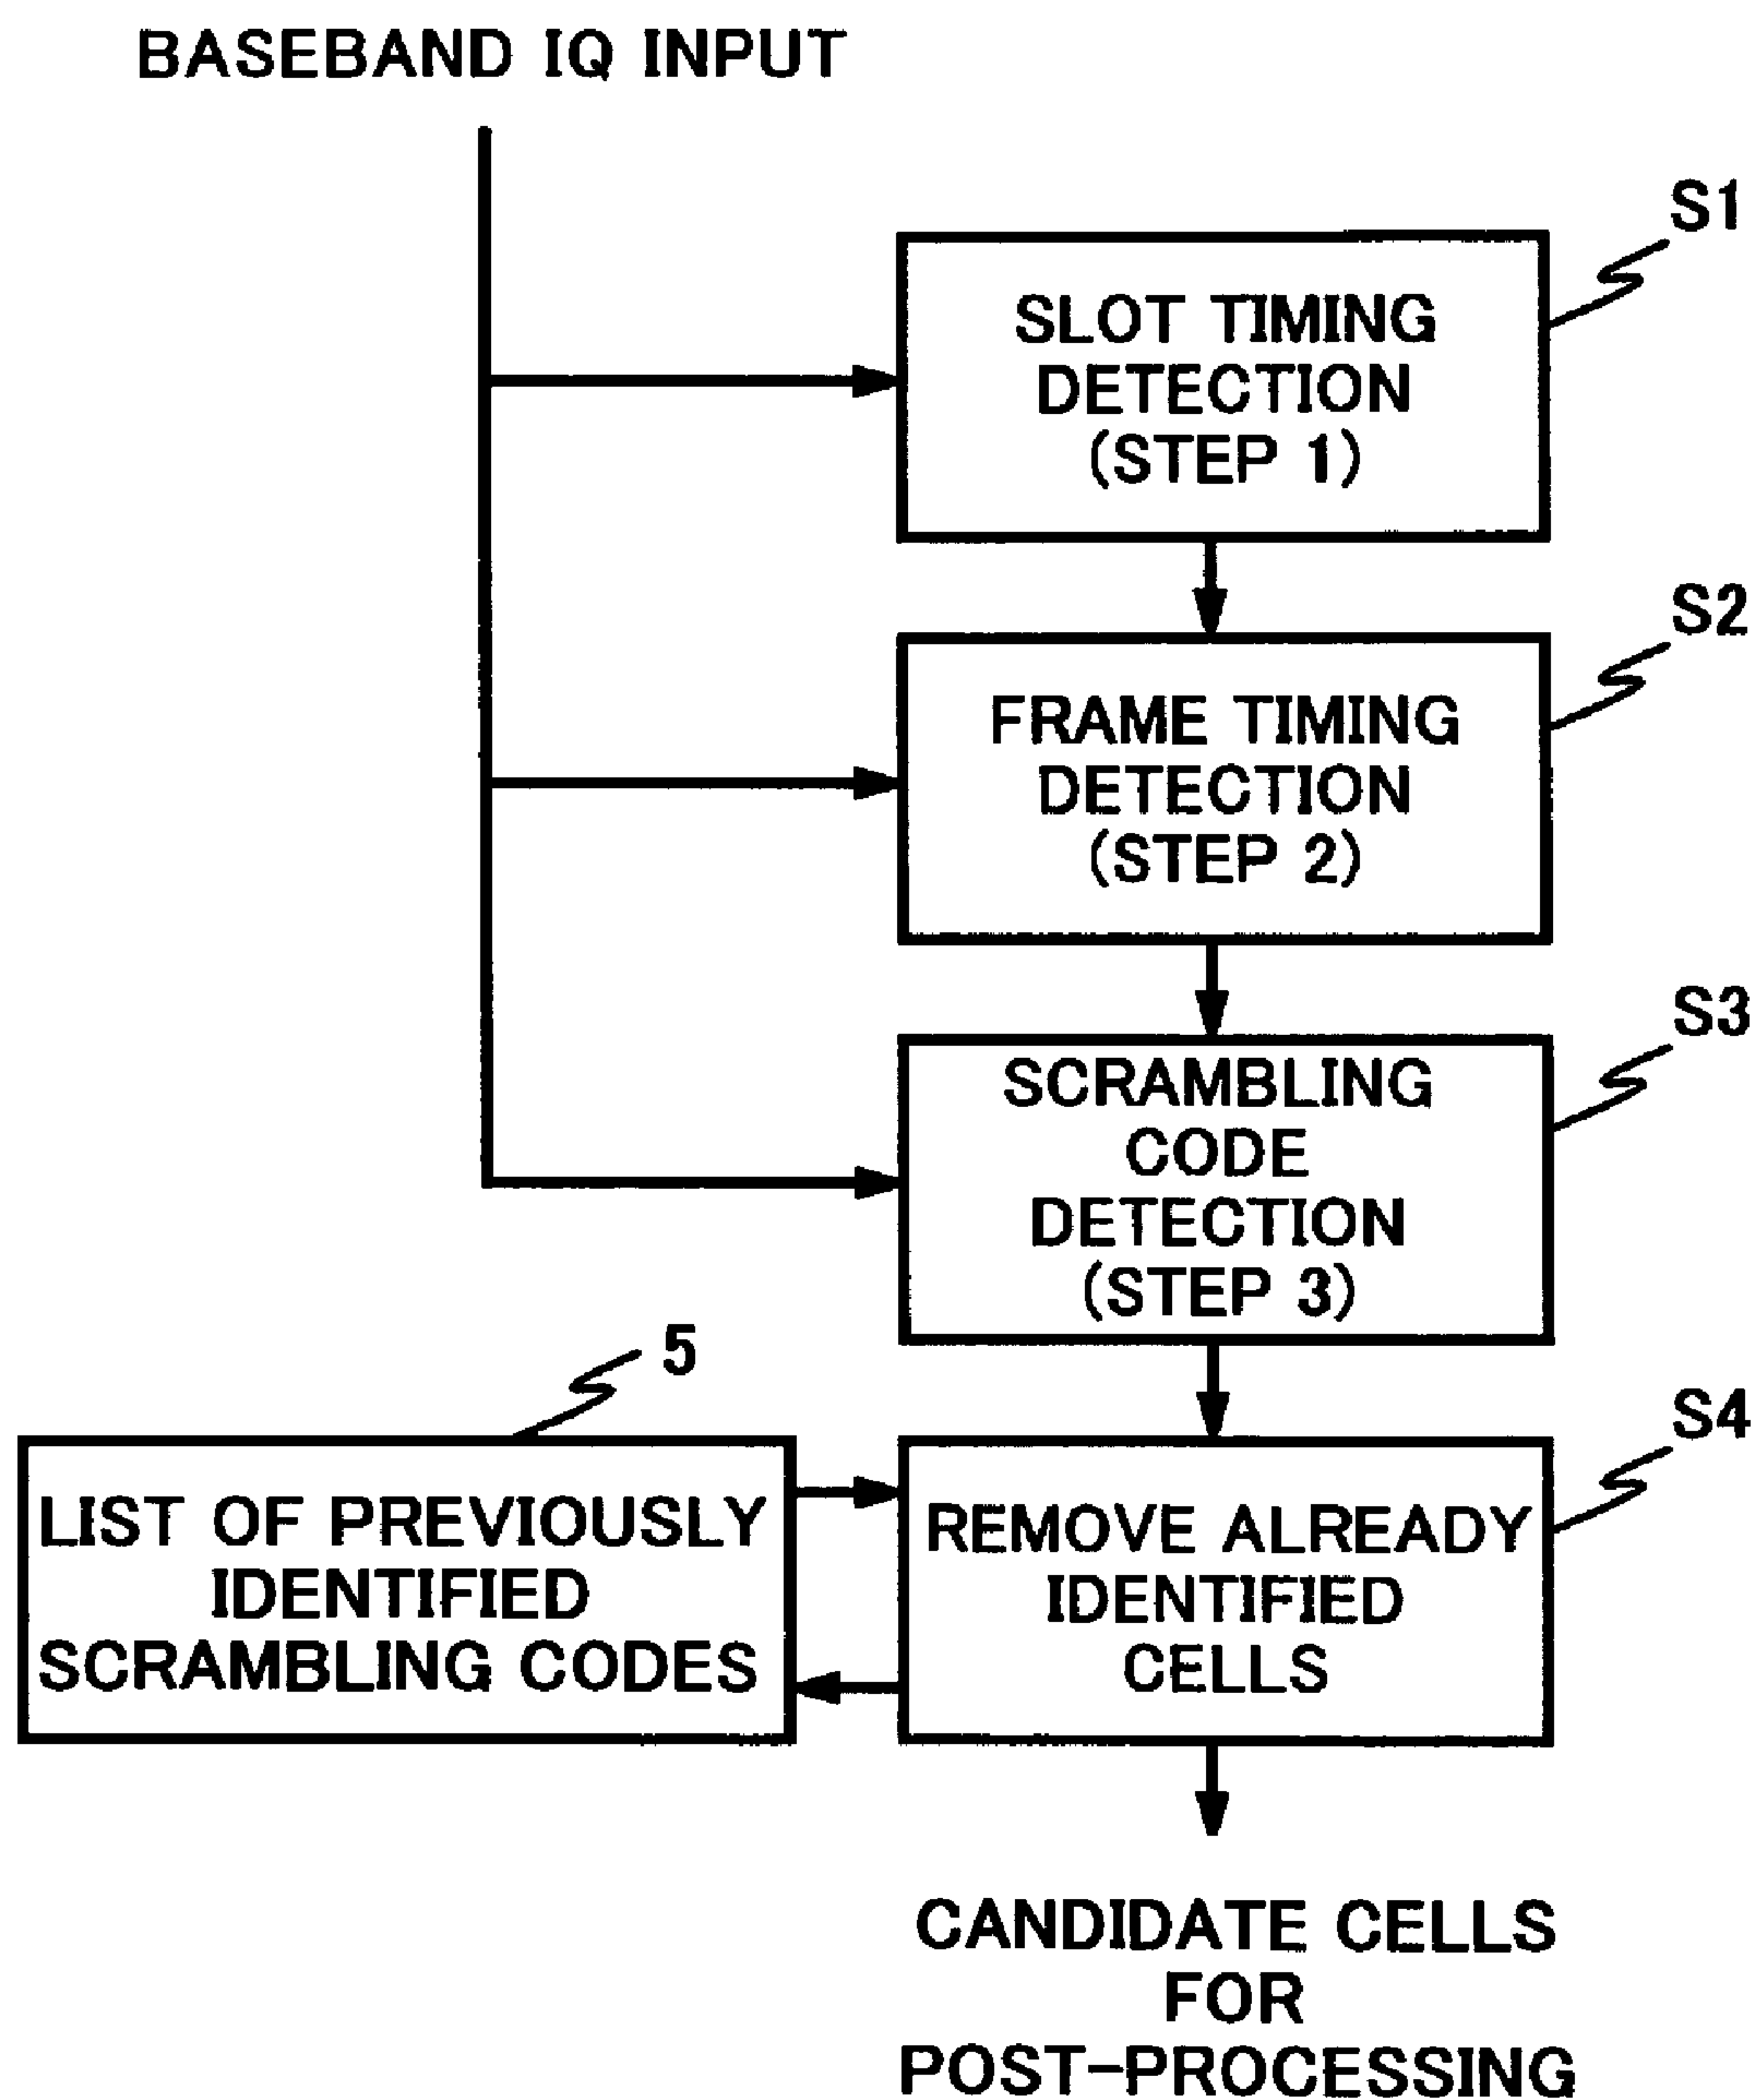 BASEBAND IQ INPUT
S1
SLOT TIMING
DETECTION
(STEP 1)
S2
FRAME TIMING
DETECTION
(STEP 2)
S3
SCRAMBLING
CODE
DETECTION
(STEP 3)
5
LIST OF PREVIOUSLY
IDENTIFIED
SCRAMBLING CODES
S4
REMOVE ALREADY
IDENTIFIED
CELLS
CANDIDATE CELLS
FOR
POST-PROCESSING